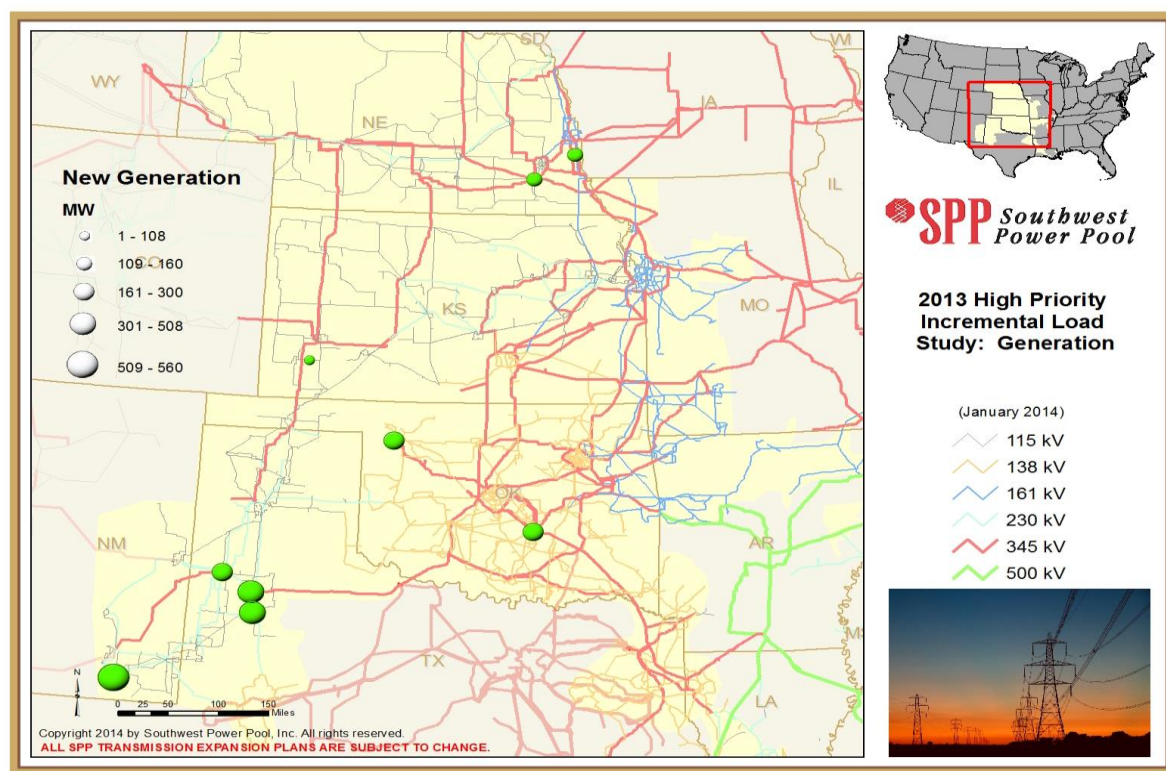 SD
WI
WY
IA
NE
New Generation
MW
1 - 108
109 - 160
CO
161 - 300
301 - 508
509 - 560
IL
KS
MO
OK
NM
AR
TX
MS
LA
N
0 25 50 100 150
Miles
Copyright 2014 by Southwest Power Pool, Inc. All rights reserved.
ALL SPP TRANSMISSION EXPANSION PLANS ARE SUBJECT TO CHANGE.
SPP Southwest
Power Pool
2013 High Priority
Incremental Load
Study: Generation
(January 2014)
115 kV
138 kV
161 kV
230 kV
345 kV
500 kV